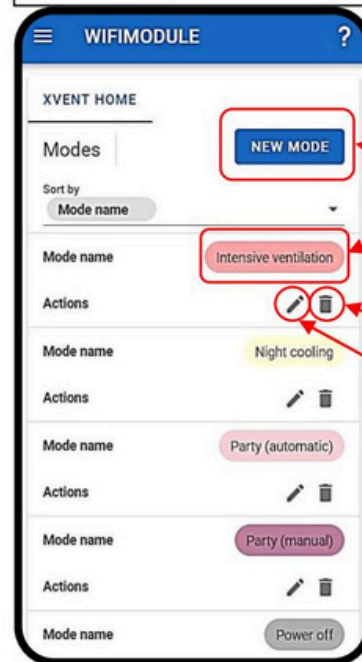 WIFIMODULE ?
XVENT HOME
Modes NEW MODE
Sort by
Mode name
Mode name Intensive ventilation
Actions
Mode name Night cooling
Actions
Mode name Party (automatic)
Actions
Mode name Party (manual)
Actions
Mode name Power off